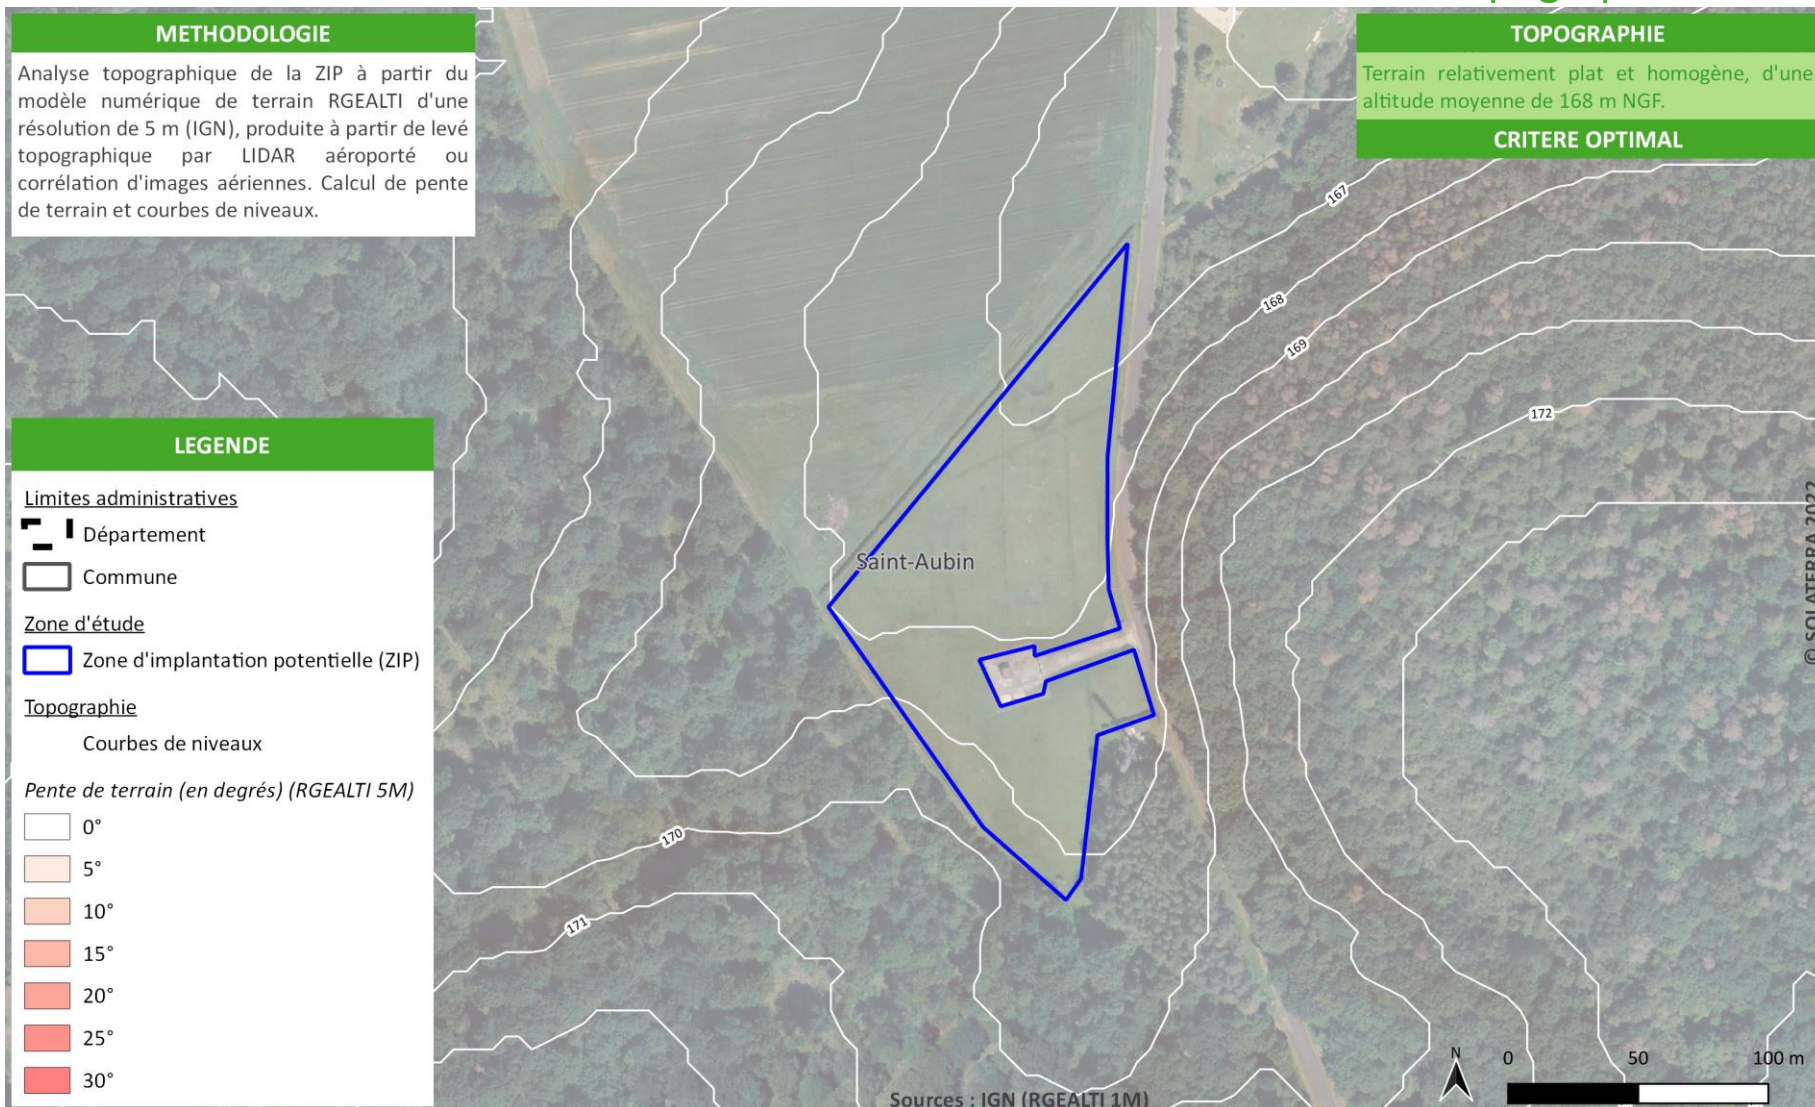 METHODOLOGIE
Analyse topographique de la ZIP à partir du
modèle numérique de terrain RGEALTI d'une
résolution de 5 m (IGN), produite à partir de levé
topographique par LIDAR aéroporté ou
corrélation d'images aériennes. Calcul de pente
de terrain et courbes de niveaux.
TOPOGRAPHIE
Terrain relativement plat et homogène, d'une
altitude moyenne de 168 m NGF.
CRITERE OPTIMAL
167
168
169
172
Saint-Aubin
170
171
LEGENDE
Limites administratives
Département
Commune
Zone d'étude
Zone d'implantation potentielle (ZIP)
Topographie
Courbes de niveaux
Pente de terrain (en degrés) (RGEALTI 5M)
0°
5°
10°
15°
20°
25°
30°
© SOLATERRA 2022
N
0 50 100 m
Sources : IGN (RGEALTI 1M)